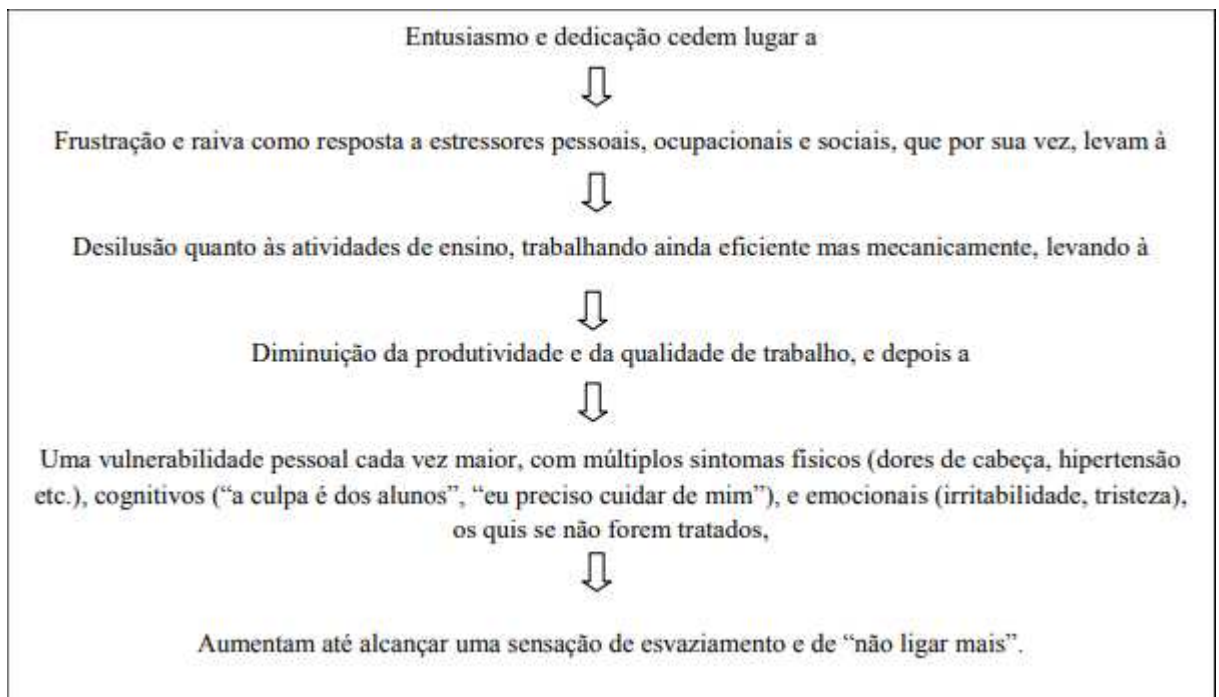 Entusiasmo e dedicação cedem lugar a
Frustração e raiva como resposta a estressores pessoais, ocupacionais e sociais, que por sua vez, levam à
Desilusão quanto às atividades de ensino, trabalhando ainda eficiente mas mecanicamente, levando à
Diminuição da produtividade e da qualidade de trabalho, e depois a
Uma vulnerabilidade pessoal cada vez maior, com múltiplos sintomas físicos (dores de cabeça, hipertensão
etc.), cognitivos (“a culpa é dos alunos”, “eu preciso cuidar de mim”), e emocionais (irritabilidade, tristeza),
os quis se não forem tratados,
Aumentam até alcançar uma sensação de esvaziamento e de “não ligar mais”.